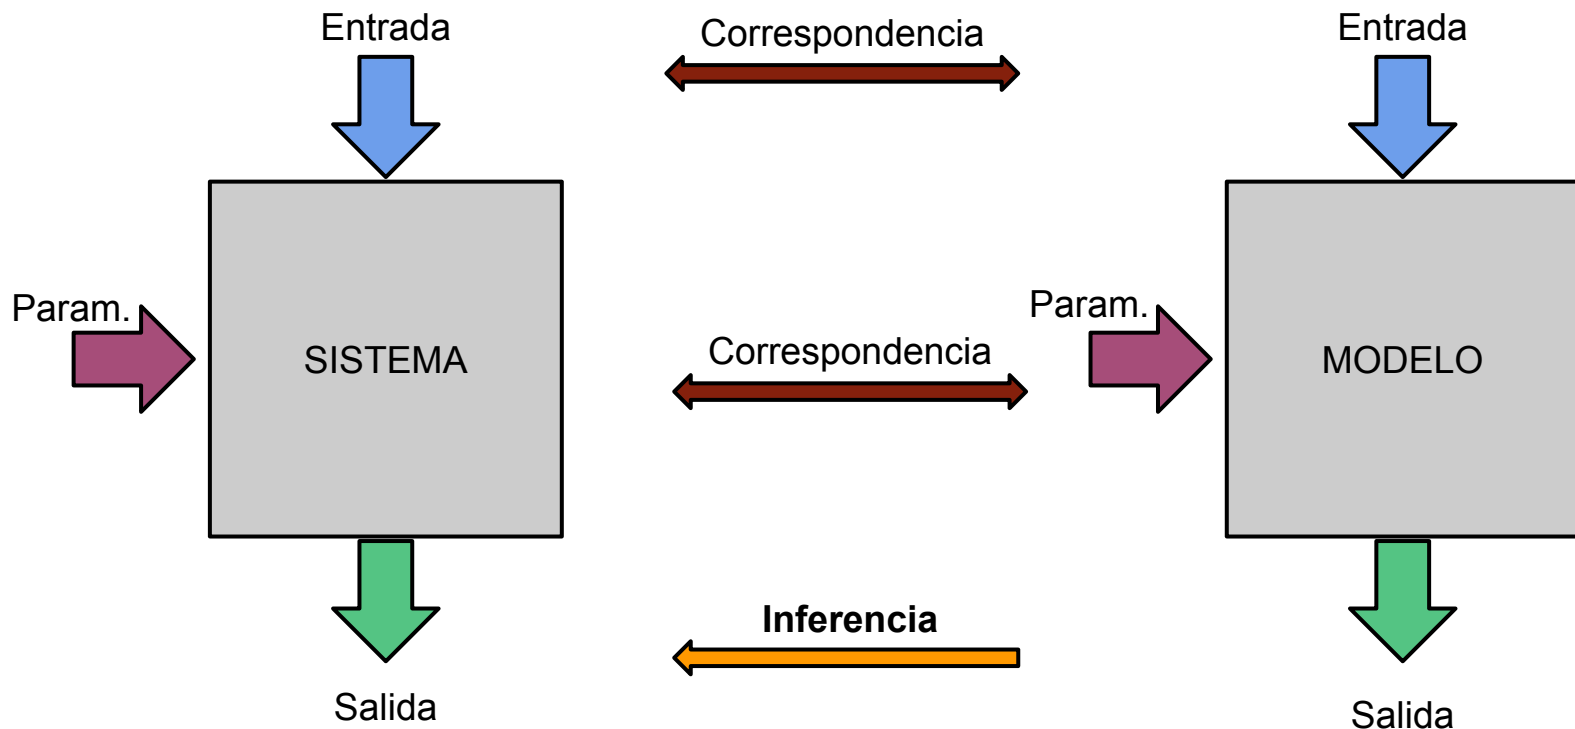 Entrada
Correspondencia
Entrada
Param.
SISTEMA
Correspondencia
Param.
MODELO
Inferencia
Salida
Salida